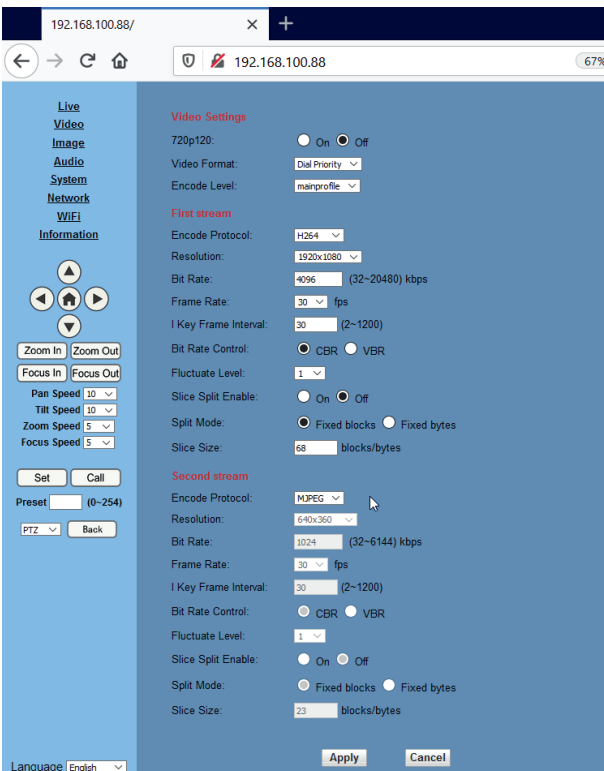 192.168.100.88/
192.168.100.88
67%
Live
Video
Image
Audio
System
Network
WiFi
Information
Zoom In Zoom Out
Focus In Focus Out
Pan Speed 10
Tilt Speed 10
Zoom Speed 5
Focus Speed 5
Set Call
Preset (0~254)
PTZ Back
Language English
Video Settings
720p120: On Off
Video Format: Dial Priority
Encode Level: mainprofile
First stream
Encode Protocol: H264
Resolution: 1920x1080
Bit Rate: 4096 (32~20480) kbps
Frame Rate: 30 fps
I Key Frame Interval: 30 (2~1200)
Bit Rate Control: CBR VBR
Fluctuate Level: 1
Slice Split Enable: On Off
Split Mode: Fixed blocks Fixed bytes
Slice Size: 68 blocks/bytes
Second stream
Encode Protocol: MJPEG
Resolution: 640x360
Bit Rate: 1024 (32~6144) kbps
Frame Rate: 30 fps
I Key Frame Interval: 30 (2~1200)
Bit Rate Control: CBR VBR
Fluctuate Level: 1
Slice Split Enable: On Off
Split Mode: Fixed blocks Fixed bytes
Slice Size: 23 blocks/bytes
Apply Cancel